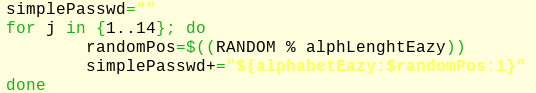 simplePasswd=""
for j in {1..14}; do
        randomPos=$((RANDOM % alphLenghtEazy))
        simplePasswd+="${alphabetEazy:$randomPos:1}"
done